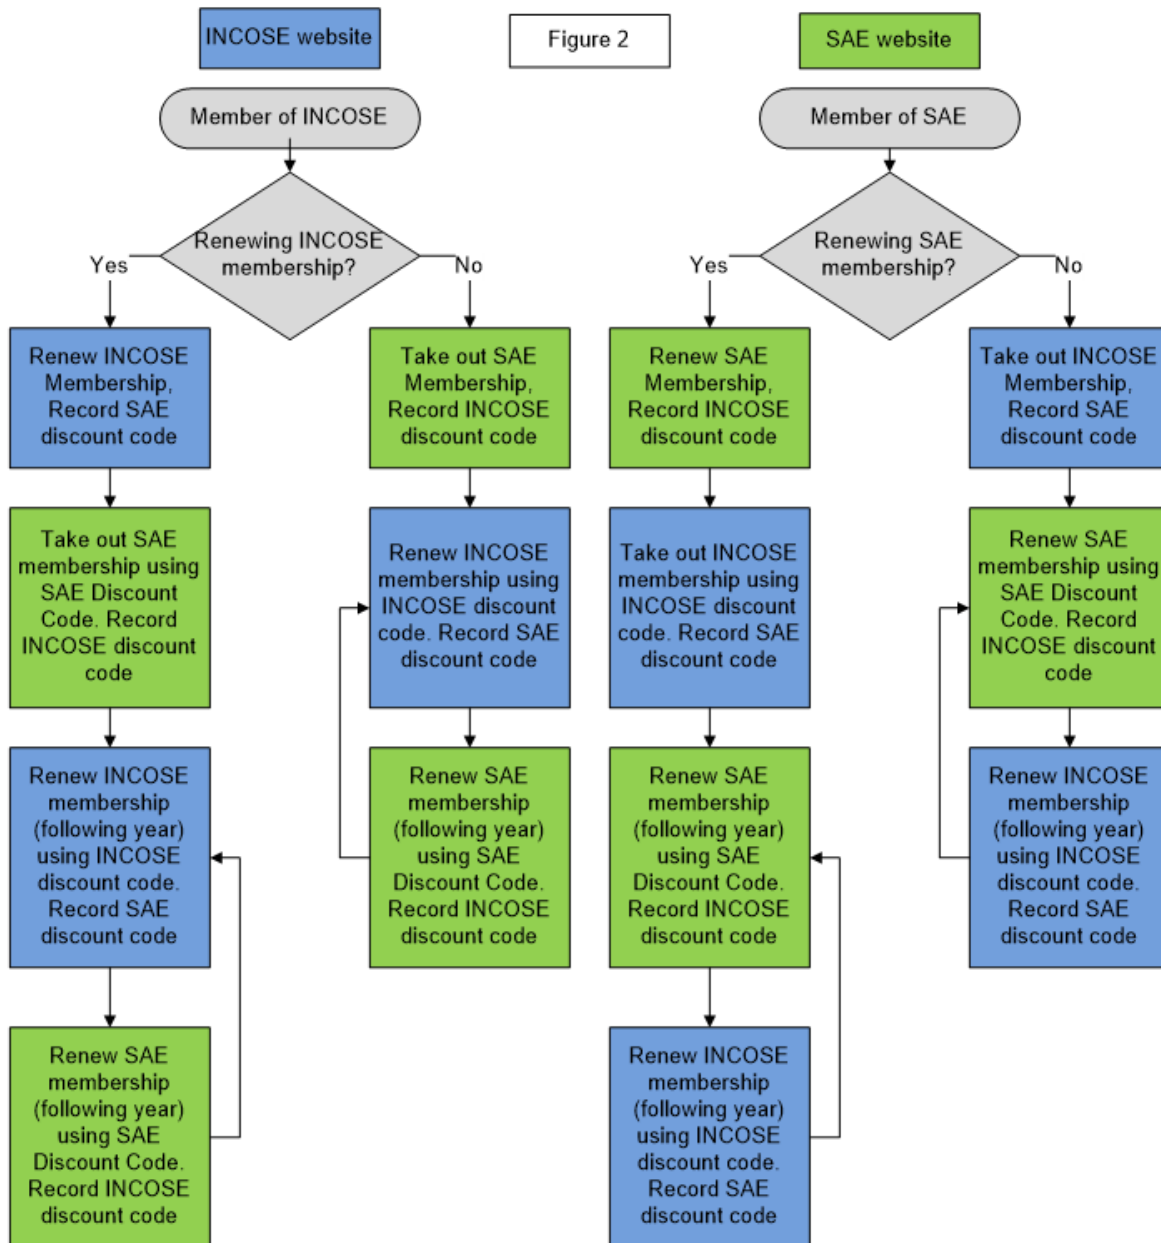 INCOSE website
Figure 2
SAE website
Member of INCOSE
Member of SAE
Renewing INCOSE
membership?
Yes
No
Renewing SAE
membership?
Yes
No
Renew INCOSE
Membership,
Record SAE
discount code
Take out SAE
Membership,
Record INCOSE
discount code
Renew SAE
Membership,
Record INCOSE
discount code
Take out INCOSE
Membership,
Record SAE
discount code
Take out SAE
membership using
SAE Discount
Code. Record
INCOSE discount
code
Renew INCOSE
membership using
INCOSE discount
code. Record SAE
discount code
Take out INCOSE
membership using
INCOSE discount
code. Record SAE
discount code
Renew SAE
membership using
SAE Discount
Code. Record
INCOSE discount
code
Renew INCOSE
membership
(following year)
using INCOSE
discount code.
Record SAE
discount code
Renew SAE
membership
(following year)
using SAE
Discount Code.
Record INCOSE
discount code
Renew SAE
membership
(following year)
using SAE
Discount Code.
Record INCOSE
discount code
Renew INCOSE
membership
(following year)
using INCOSE
discount code.
Record SAE
discount code
Renew SAE
membership
(following year)
using SAE
Discount Code.
Record INCOSE
discount code
Renew INCOSE
membership
(following year)
using INCOSE
discount code.
Record SAE
discount code